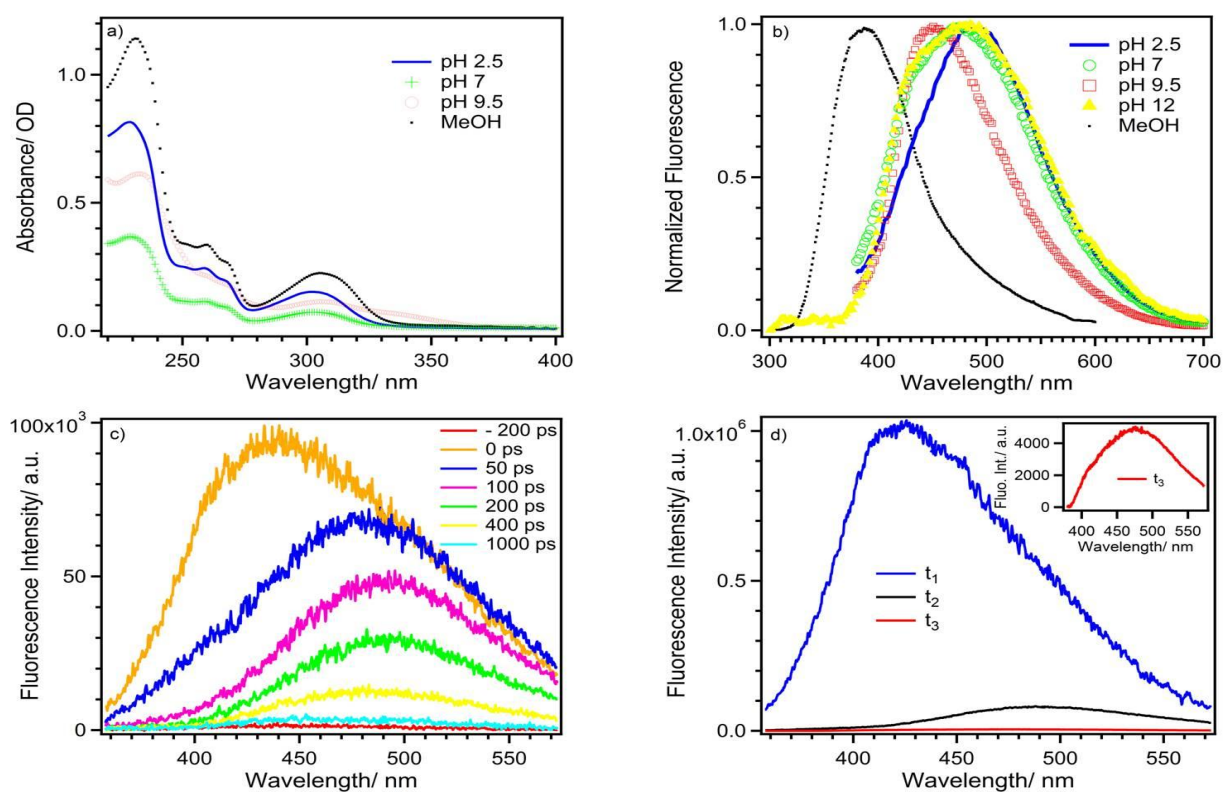 a)
pH 2.5
pH 7
pH 9.5
MeOH
Absorbance/ OD
1.0
0.5
0.0
250 300 350 400
Wavelength/ nm
b)
pH 2.5
pH 7
pH 9.5
pH 12
MeOH
Normalized Fluorescence
1.0
0.5
0.0
300 400 500 600 700
Wavelength/ nm
c)
- 200 ps
0 ps
50 ps
100 ps
200 ps
400 ps
1000 ps
Fluorescence Intensity/ a.u.
100x10³
50
0
400 450 500 550
Wavelength/ nm
d)
t₁
t₂
t₃
Fluorescence Intensity/ a.u.
1.0x10⁶
0.5
0.0
400 450 500 550
Wavelength/ nm
Fluo. Int./ a.u.
4000
2000
0
t₃
400 450 500 550
Wavelength/ nm